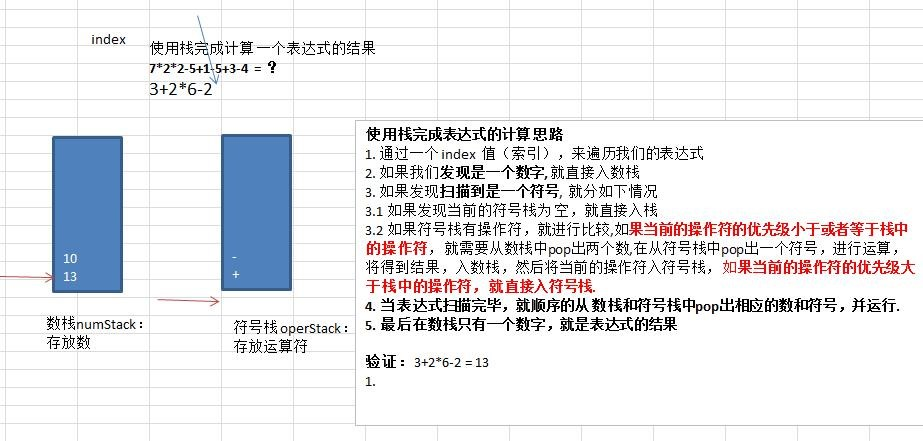 index
使用栈完成计算 一个表达式的结果
7*2*2-5+1-5+3-4 = ？
3+2*6-2
10
13
-
+
数栈numStack：
存放数
符号栈operStack：
存放运算符
使用栈完成表达式的计算 思路
1. 通过一个 index 值（索引），来遍历我们的表达式
2. 如果我们发现是一个数字, 就直接入数栈
3. 如果发现扫描到是一个符号, 就分如下情况
3.1 如果发现当前的符号栈为 空，就直接入栈
3.2 如果符号栈有操作符，就进行比较,如果当前的操作符的优先级小于或者等于栈中
的操作符，就需要从数栈中pop出两个数,在从符号栈中pop出一个符号，进行运算，
将得到结果，入数栈，然后将当前的操作符入符号栈，如果当前的操作符的优先级大
于栈中的操作符，就直接入符号栈.
4. 当表达式扫描完毕，就顺序的从 数栈和符号栈中pop出相应的数和符号，并运行.
5. 最后在数栈只有一个数字，就是表达式的结果
验证：3+2*6-2 = 13
1.